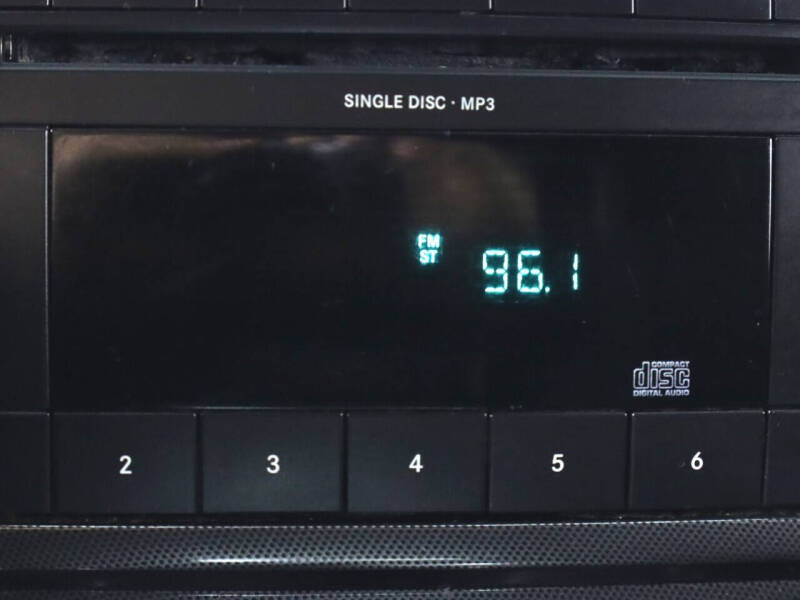 SINGLE DISC · MP3
FM
ST
96.1
COMPACT
disc
DIGITAL AUDIO
2 3 4 5 6